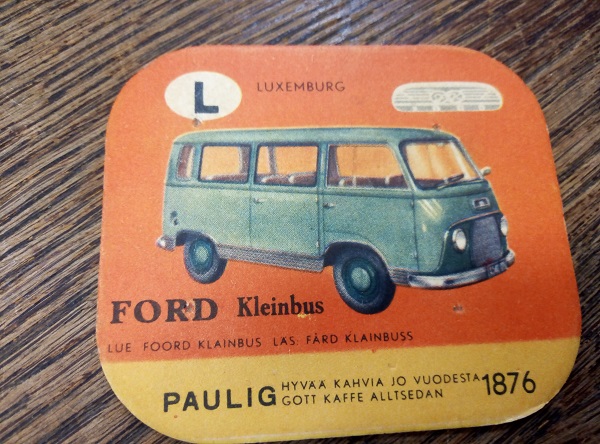 L
LUXEMBURG
FORD Kleinbus
LUE FOORD KLAINBUS LÄS: FÅRD KLAINBUSS
PAULIG HYVÄÄ KAHVIA JO VUODESTA 1876
GOTT KAFFE ALLTSEDAN